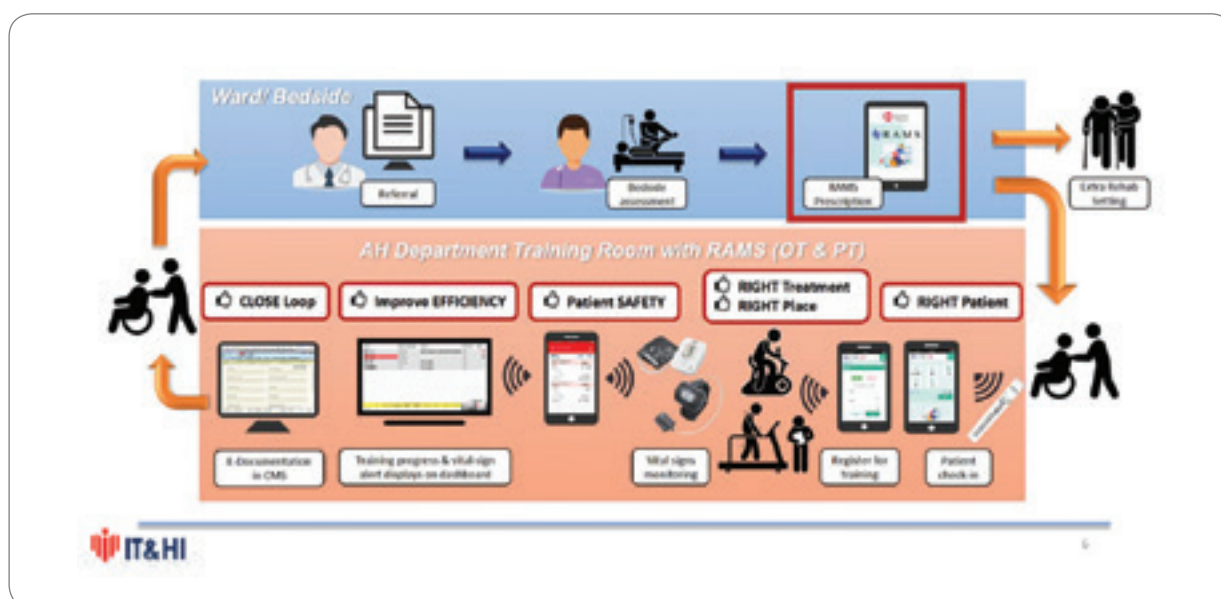 Ward/ Bedside
Referral
Bedside
assessment
RAMS
RAMS
Prescription
Extra Rehab
Setting
AH Department Training Room with RAMS (OT & PT)
CLOSE Loop
Improve EFFICIENCY
Patient SAFETY
RIGHT Treatment
RIGHT Place
RIGHT Patient
E-Documentation
in CMS
Training progress & vital sign
alert displays on dashboard
Vital signs
monitoring
Register for
training
Patient
check in
IT&HI
6